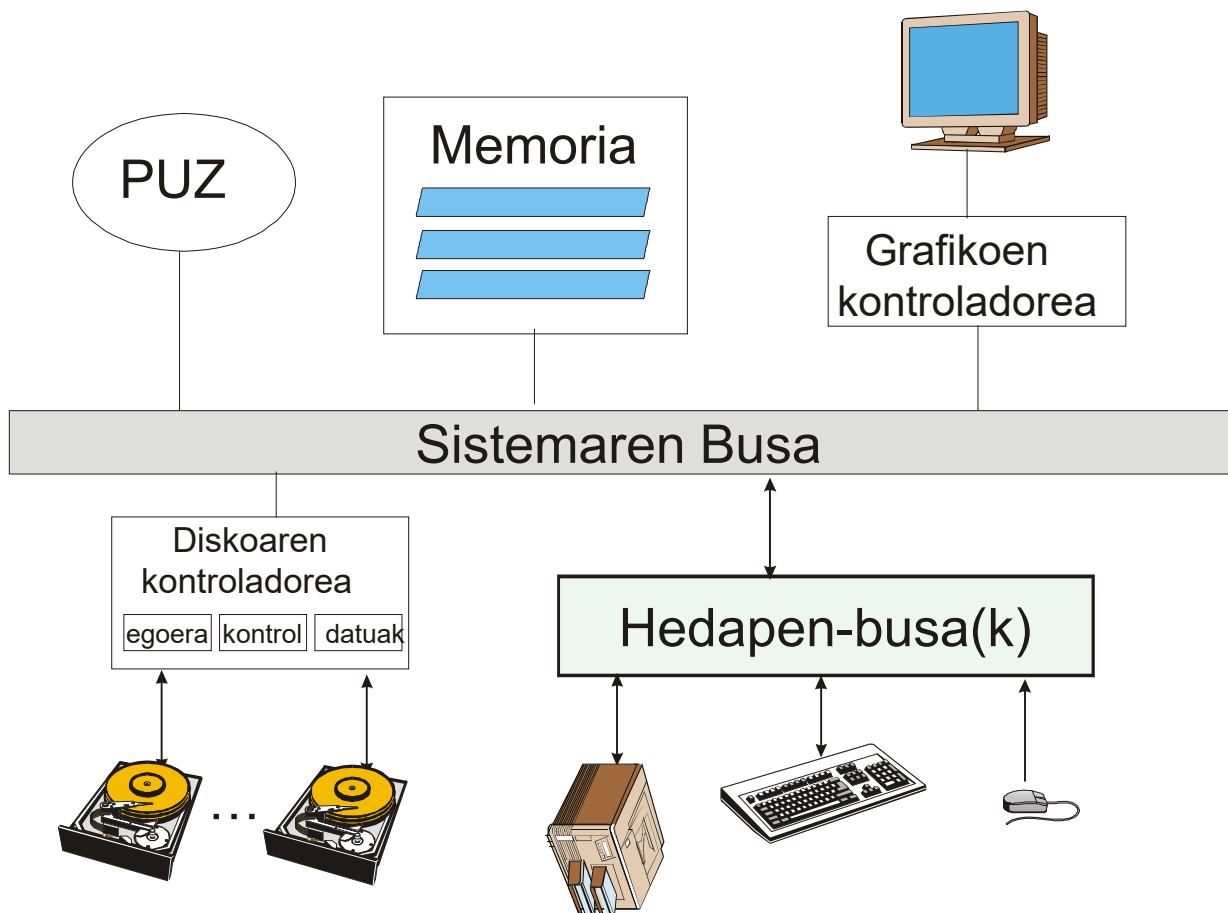 PUZ
Memoria
Grafikoen
kontroladorea
Sistemaren Busa
Diskoaren
kontroladorea
egoera
kontrol
datuak
Hedapen-busa(k)
...